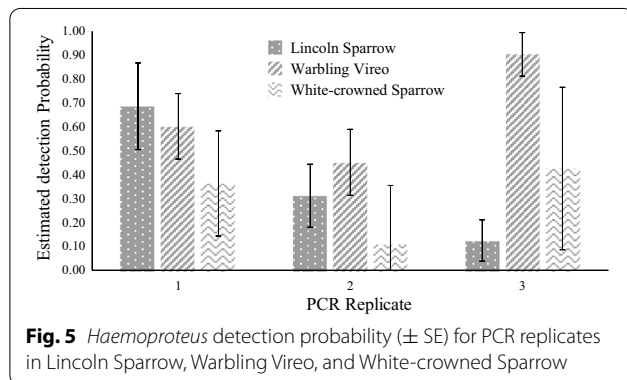 1.00
0.90
0.80
0.70
0.60
0.50
0.40
0.30
0.20
0.10
0.00
Estimated detection Probability
Lincoln Sparrow
Warbling Vireo
White-crowned Sparrow
1 2 3
PCR Replicate
Fig. 5 Haemoproteus detection probability (± SE) for PCR replicates
in Lincoln Sparrow, Warbling Vireo, and White-crowned Sparrow